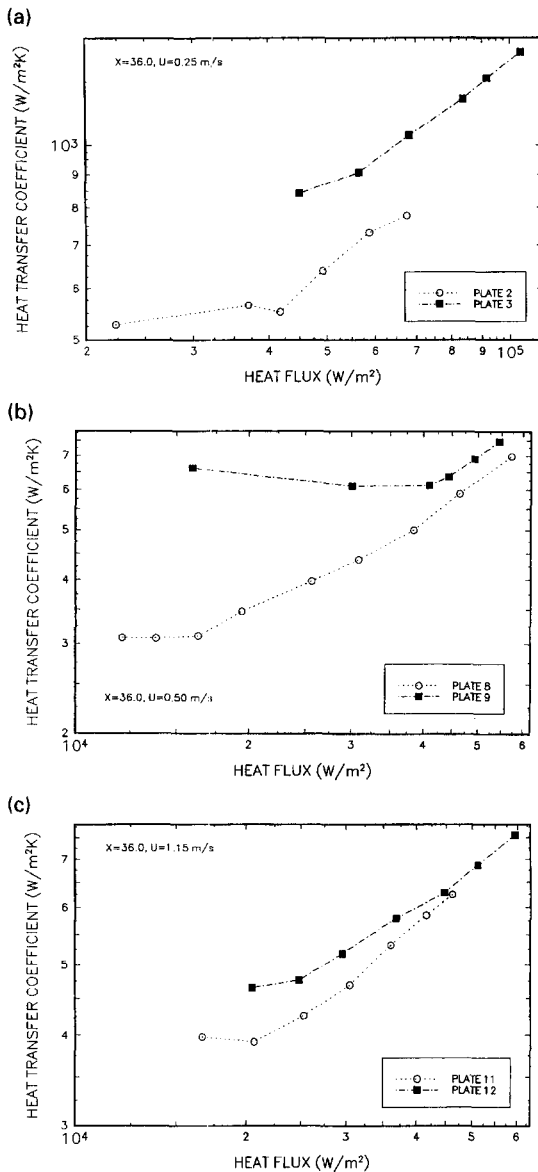 (a)
HEAT TRANSFER COEFFICIENT (W/m²K)
X=36.0, U=0.25 m/s
10³
8
7
6
5
PLATE 2
PLATE 3
2
3
4
5
6
7
8
9
10⁵
HEAT FLUX (W/m²)
(b)
HEAT TRANSFER COEFFICIENT (W/m²K)
7
6
5
4
3
2
PLATE 8
PLATE 9
X=36.0, U=0.50 m/s
10⁴
2
3
4
5
6
HEAT FLUX (W/m²)
(c)
HEAT TRANSFER COEFFICIENT (W/m²K)
X=36.0, U=1.15 m/s
7
6
5
4
3
PLATE 11
PLATE 12
10⁴
2
3
4
5
6
HEAT FLUX (W/m²)